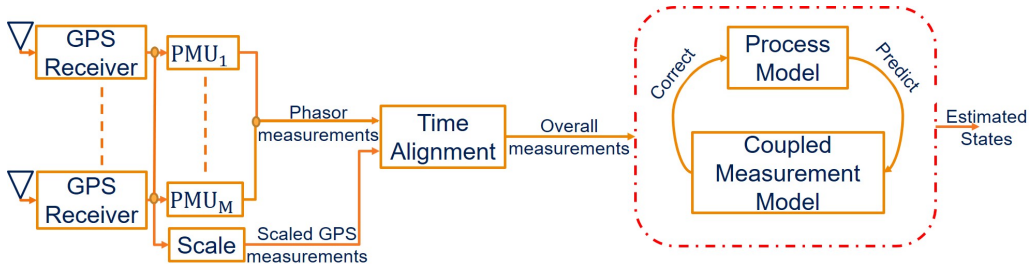 GPS
Receiver
PMU₁
GPS
Receiver
PMU_M
Scale
Phasor
measurements
Scaled GPS
measurements
Time
Alignment
Overall
measurements
Process
Model
Correct
Predict
Coupled
Measurement
Model
Estimated
States